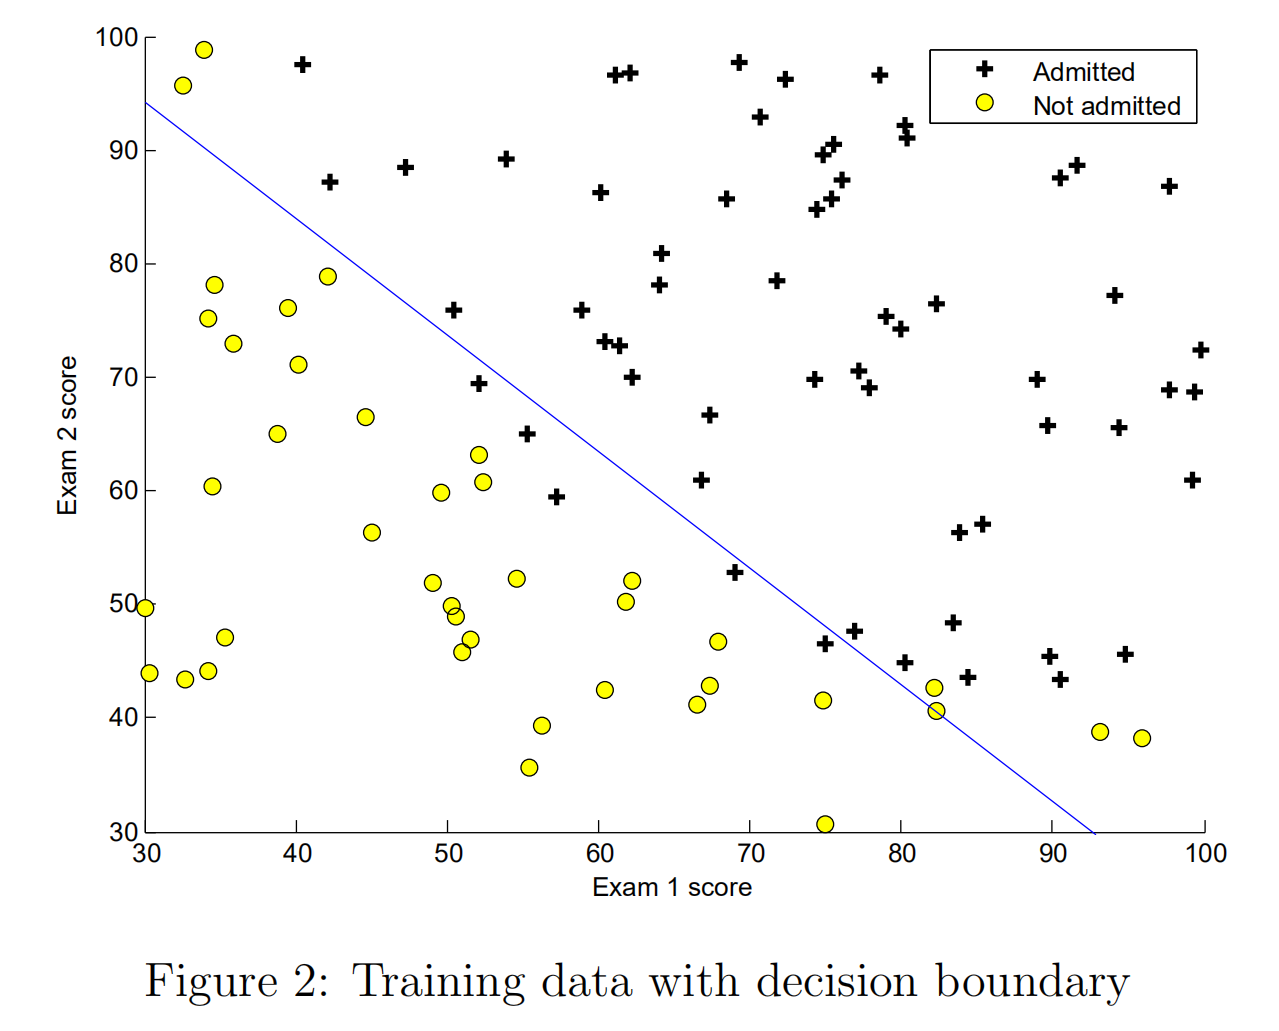 100
90
80
70
60
50
40
30
30 40 50 60 70 80 90 100
Exam 2 score
Exam 1 score
Admitted
Not admitted
Figure 2: Training data with decision boundary